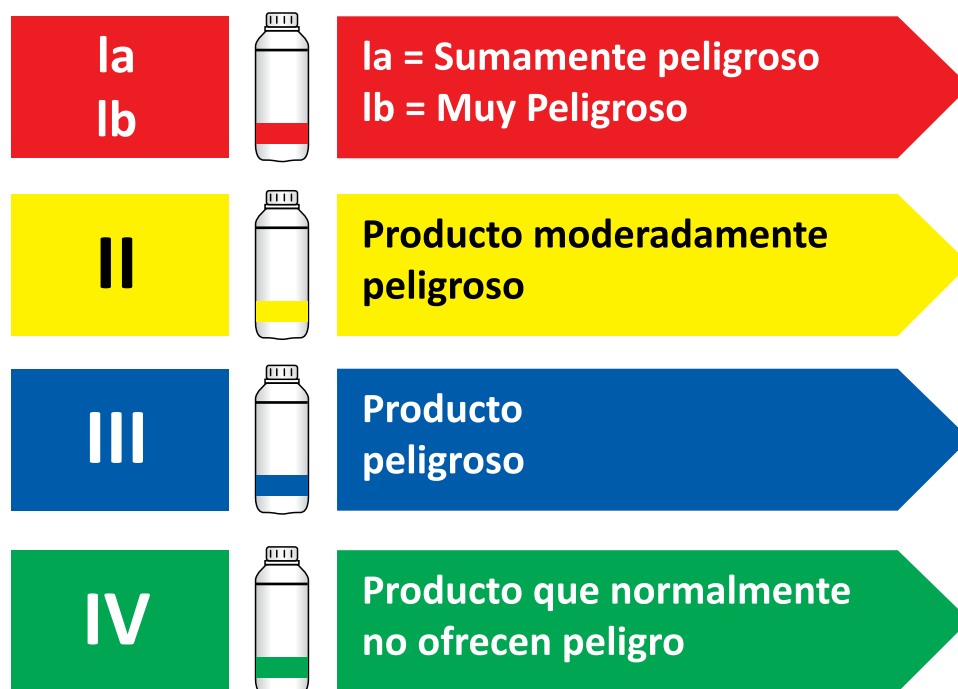 Ia
Ib
Ia = Sumamente peligroso
Ib = Muy Peligroso
II
Producto moderadamente
peligroso
III
Producto
peligroso
IV
Producto que normalmente
no ofrecen peligro